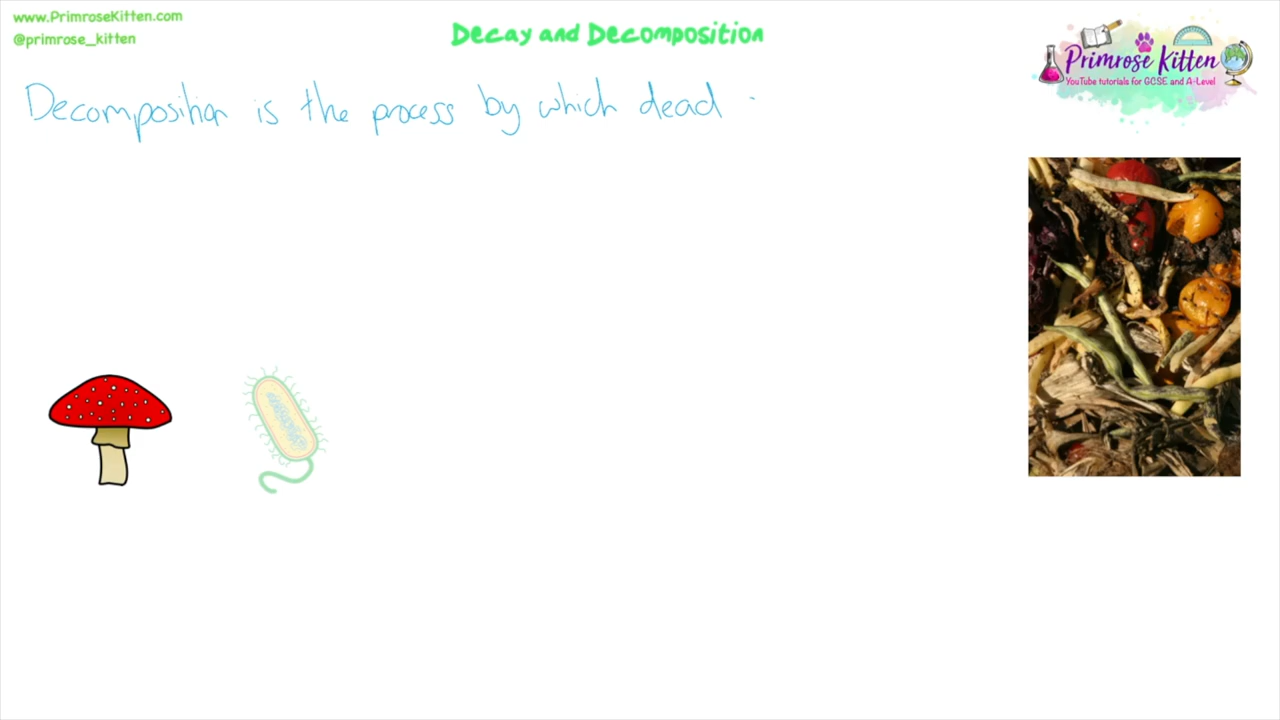 www.PrimroseKitten.com
@primrose_kitten
Decay and Decomposition
Primrose Kitten
YouTube tutorials for GCSE and A-Level
Decomposition is the process by which dead